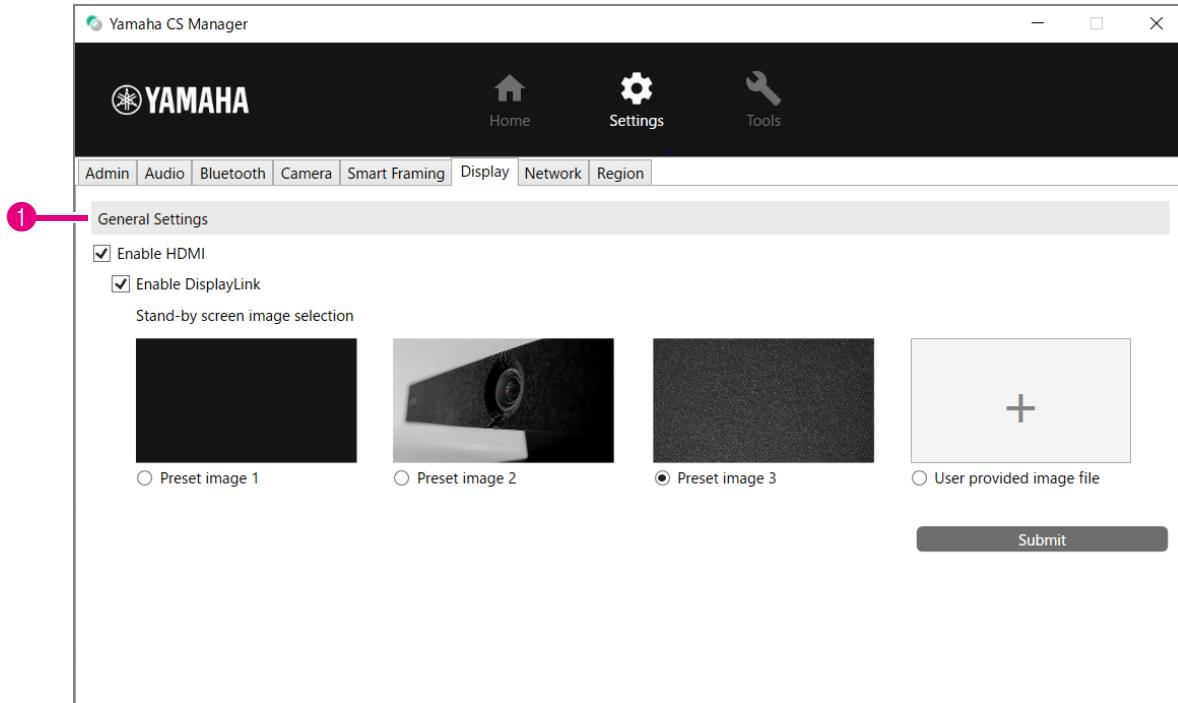 Yamaha CS Manager
YAMAHA
Home Settings Tools
Admin Audio Bluetooth Camera Smart Framing Display Network Region
1
General Settings
Enable HDMI
Enable DisplayLink
Stand-by screen image selection
Preset image 1 Preset image 2 Preset image 3 User provided image file
Submit